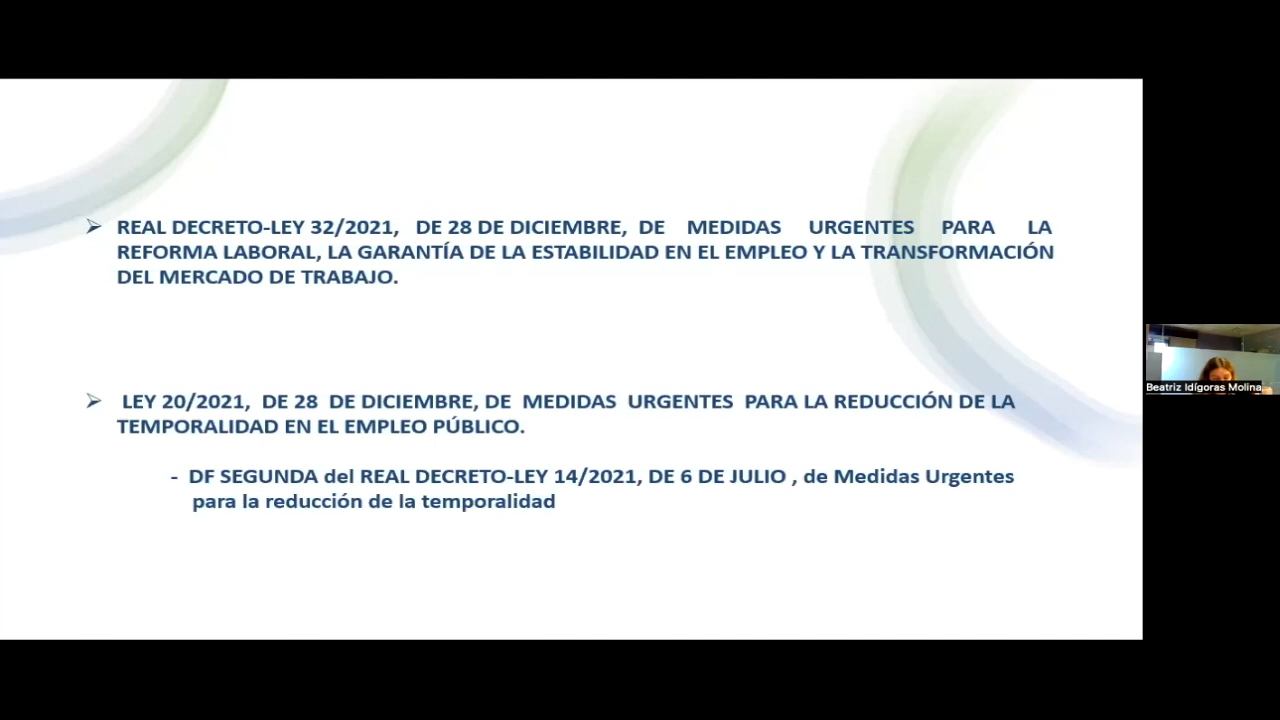 REAL DECRETO-LEY 32/2021, DE 28 DE DICIEMBRE, DE MEDIDAS URGENTES PARA LA
REFORMA LABORAL, LA GARANTÍA DE LA ESTABILIDAD EN EL EMPLEO Y LA TRANSFORMACIÓN
DEL MERCADO DE TRABAJO.
LEY 20/2021, DE 28 DE DICIEMBRE, DE MEDIDAS URGENTES PARA LA REDUCCIÓN DE LA
TEMPORALIDAD EN EL EMPLEO PÚBLICO.
- DF SEGUNDA del REAL DECRETO-LEY 14/2021, DE 6 DE JULIO , de Medidas Urgentes
para la reducción de la temporalidad
Beatriz Idígoras Molina